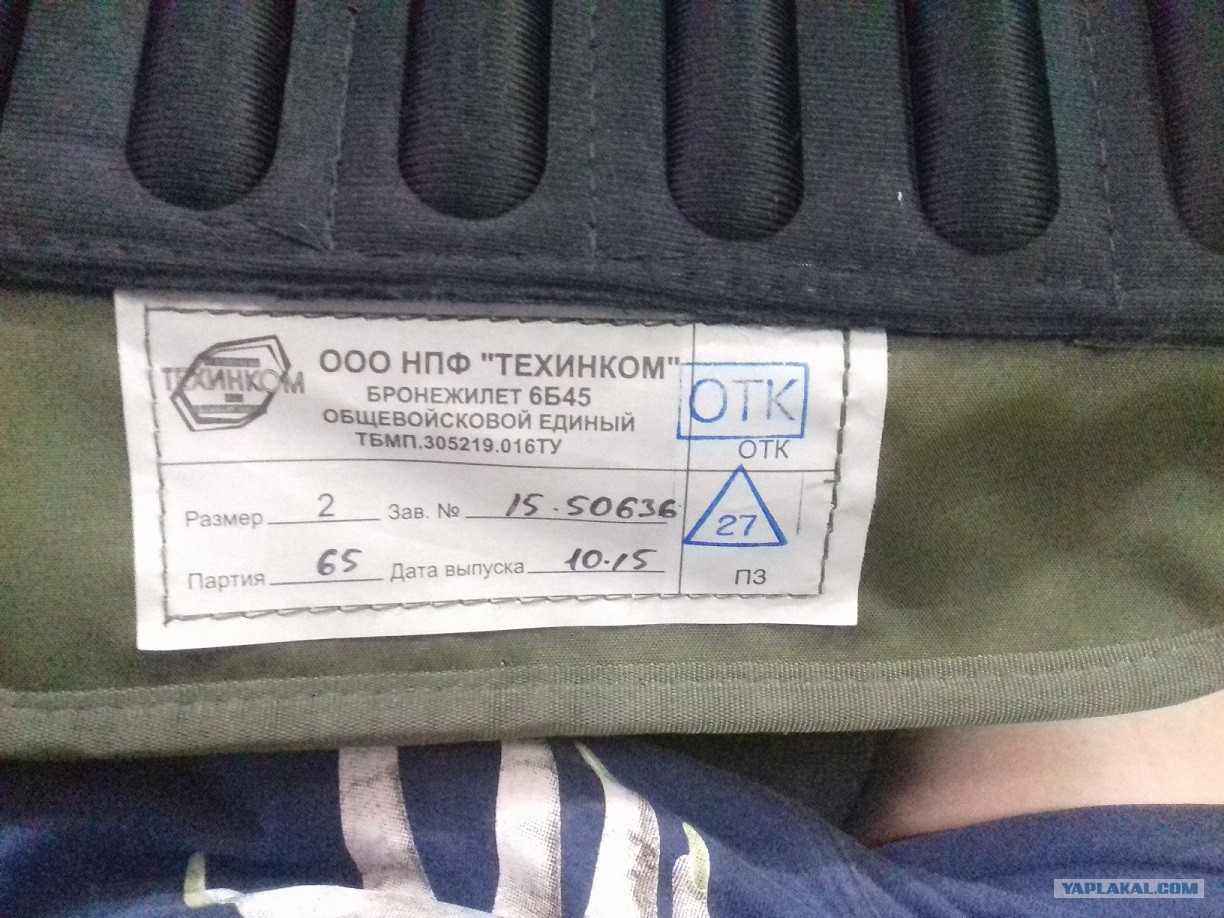 ТЕХИНКОМ
ООО НПФ "ТЕХИНКОМ"
БРОНЕЖИЛЕТ 6Б45
ОБЩЕВОЙСКОВОЙ ЕДИНЫЙ
ТБМП.305219.016ТУ
ОТК
ОТК
Размер 2 Зав. № 15.50636
27
Партия 65 Дата выпуска 10.15
ПЗ
YAPLAKAL.COM